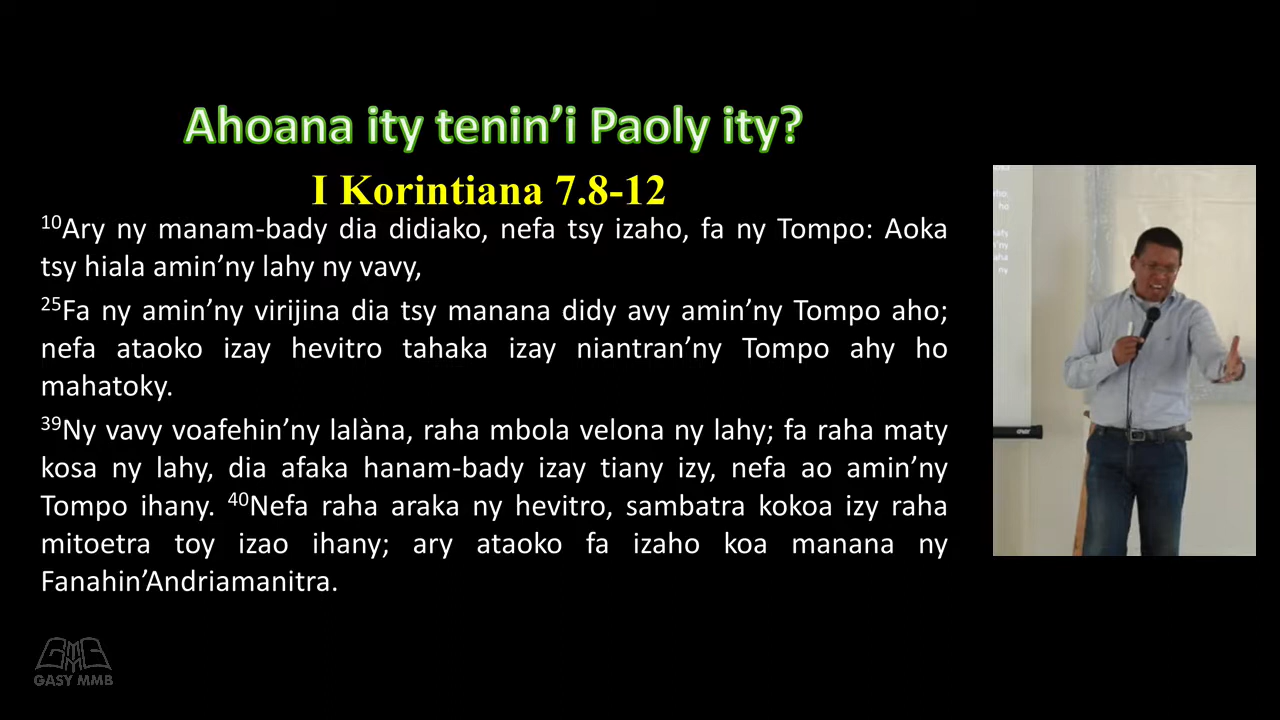 Ahoana ity tenin’i Paoly ity?
I Korintiana 7.8-12
¹⁰Ary ny manam-bady dia didiako, nefa tsy izaho, fa ny Tompo: Aoka
tsy hiala amin’ny lahy ny vavy,
²⁵Fa ny amin’ny virijina dia tsy manana didy avy amin’ny Tompo aho;
nefa ataoko izay hevitro tahaka izay niantran’ny Tompo ahy ho
mahatoky.
³⁹Ny vavy voafehin’ny lalàna, raha mbola velona ny lahy; fa raha maty
kosa ny lahy, dia afaka hanam-bady izay tiany izy, nefa ao amin’ny
Tompo ihany. ⁴⁰Nefa raha araka ny hevitro, sambatra kokoa izy raha
mitoetra toy izao ihany; ary ataoko fa izaho koa manana ny
Fanahin’Andriamanitra.
GASY MMB